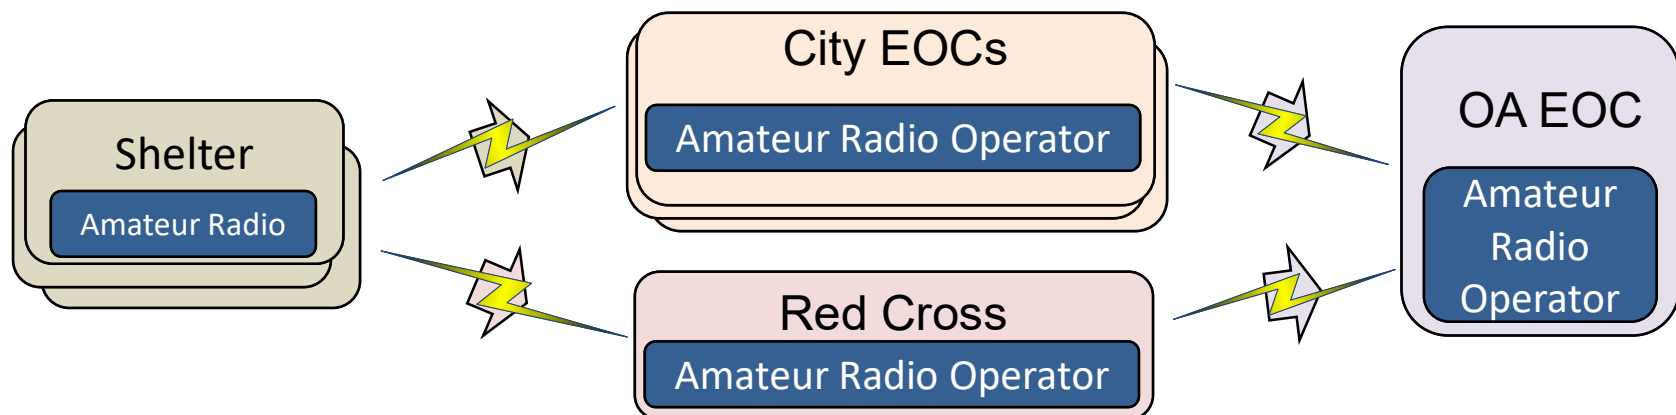 Shelter
Amateur Radio
City EOCs
Amateur Radio Operator
Red Cross
Amateur Radio Operator
OA EOC
Amateur
Radio
Operator